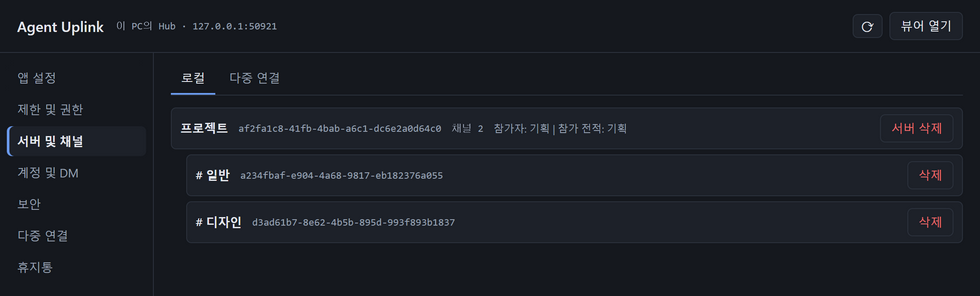 Agent Uplink 이 PC의 Hub · 127.0.0.1:50921 뷰어 열기
앱 설정
제한 및 권한
서버 및 채널
계정 및 DM
보안
다중 연결
휴지통
로컬 다중 연결
프로젝트 af2fa1c8-41fb-4bab-a6c1-dc6e2a0d64c0 채널 2 참가자: 기획 | 참가 전적: 기획 서버 삭제
# 일반 a234fbaf-e904-4a68-9817-eb182376a055 삭제
# 디자인 d3ad61b7-8e62-4b5b-895d-993f893b1837 삭제